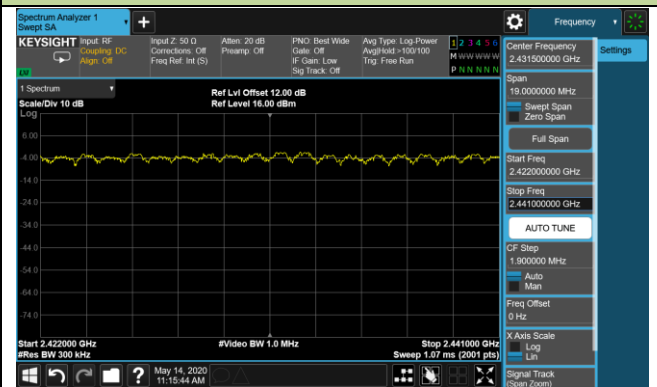 Spectrum Analyzer 1
Swept SA
+
Frequency
KEYSIGHT
Input: RF
Coupling: DC
Align: Off
Input Z: 50 Ω
Corrections: Off
Freq Ref: Int (S)
Atten: 20 dB
Preamp: Off
PNO: Best Wide
Gate: Off
IF Gain: Low
Sig Track: Off
Avg Type: Log-Power
Avg|Hold:>100/100
Trig: Free Run
1 2 3 4 5 6
M W W W W W
P N N N N N
LV
1 Spectrum
Scale/Div 10 dB
Ref Lvl Offset 12.00 dB
Ref Level 16.00 dBm
Log
6.00
-4.00
-14.0
-24.0
-34.0
-44.0
-54.0
-64.0
-74.0
Start 2.422000 GHz
#Res BW 300 kHz
#Video BW 1.0 MHz
Stop 2.441000 GHz
Sweep 1.07 ms (2001 pts)
Center Frequency
2.431500000 GHz
Settings
Span
19.0000000 MHz
Swept Span
Zero Span
Full Span
Start Freq
2.422000000 GHz
Stop Freq
2.441000000 GHz
AUTO TUNE
CF Step
1.900000 MHz
Auto
Man
Freq Offset
0 Hz
X Axis Scale
Log
Lin
Signal Track
(Span Zoom)
?
May 14, 2020
11:15:44 AM